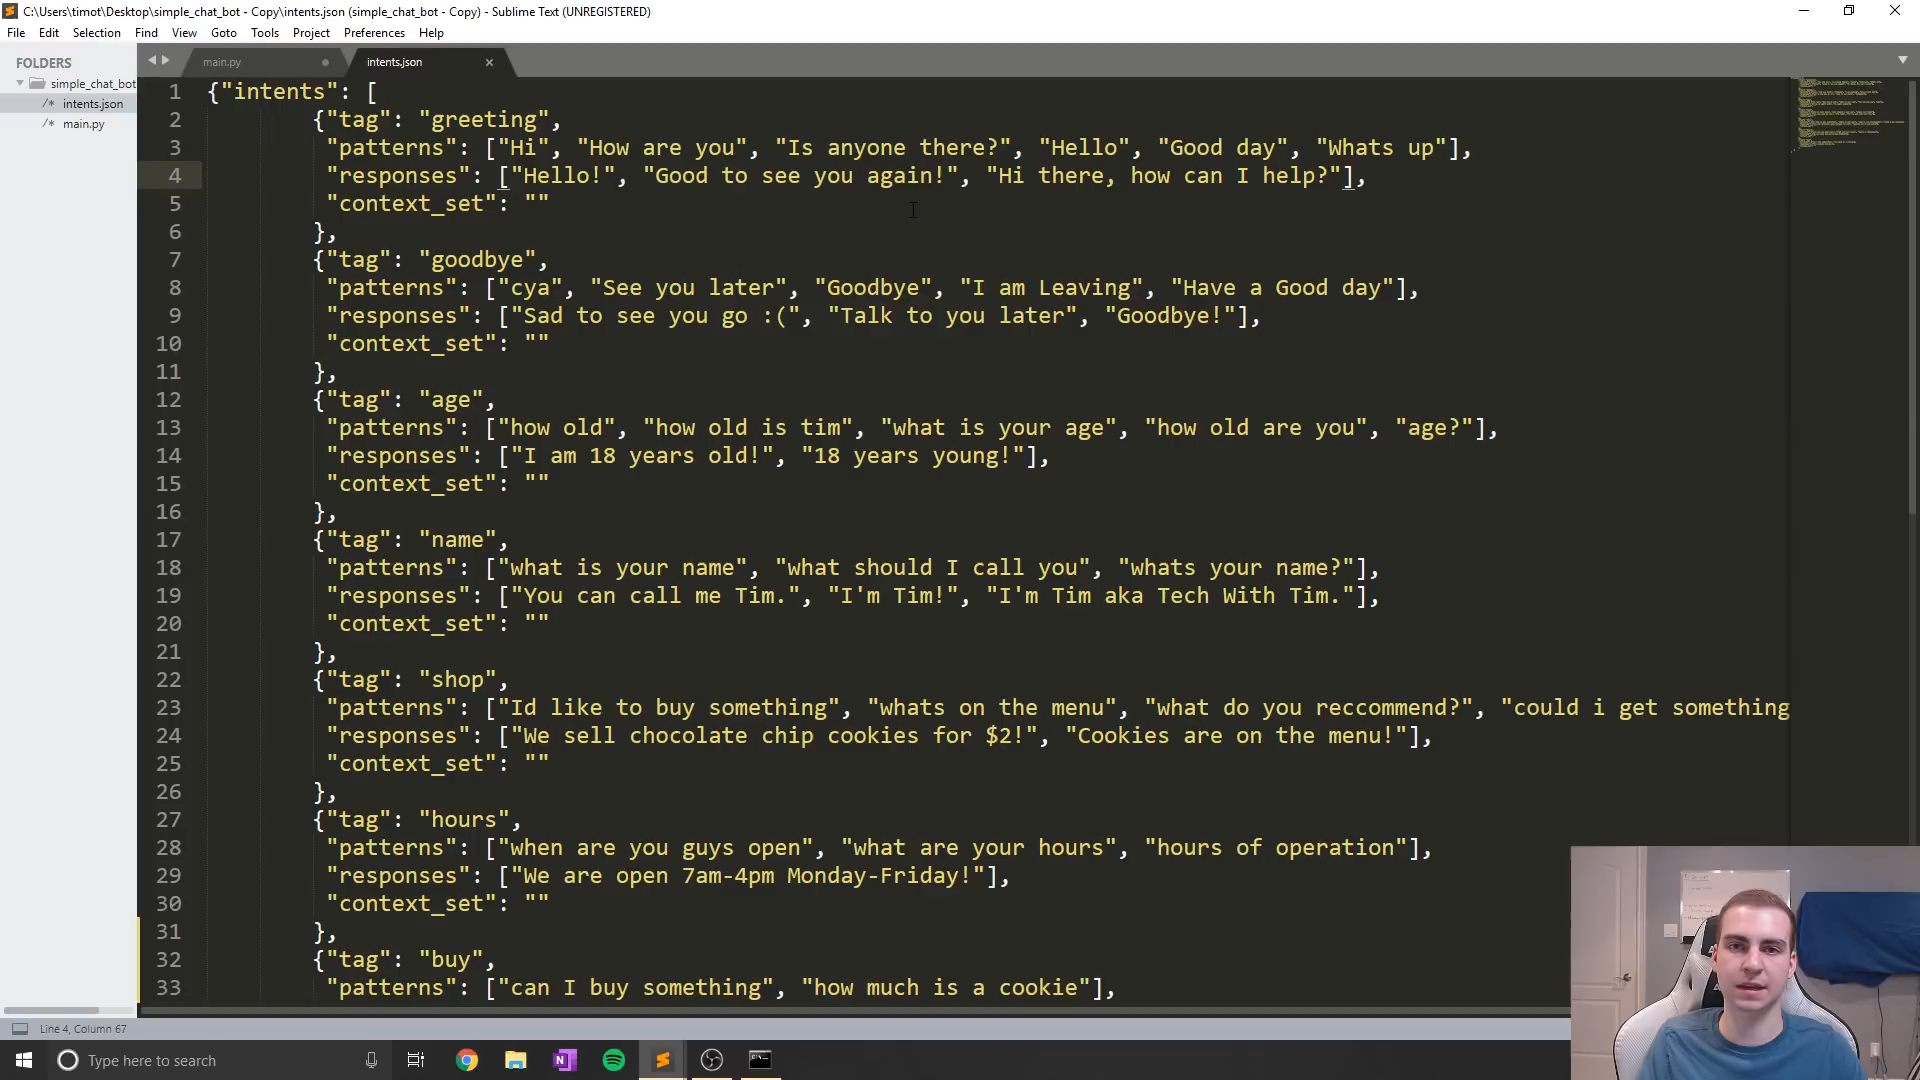 C:\Users\timot\Desktop\simple_chat_bot - Copy\intents.json (simple_chat_bot - Copy) - Sublime Text (UNREGISTERED)
File Edit Selection Find View Goto Tools Project Preferences Help
FOLDERS
simple_chat_bot
/* intents.json
/* main.py
main.py
intents.json
1 {"intents": [
2 {"tag": "greeting",
3 "patterns": ["Hi", "How are you", "Is anyone there?", "Hello", "Good day", "Whats up"],
4 "responses": ["Hello!", "Good to see you again!", "Hi there, how can I help?"],
5 "context_set": ""
6 },
7 {"tag": "goodbye",
8 "patterns": ["cya", "See you later", "Goodbye", "I am Leaving", "Have a Good day"],
9 "responses": ["Sad to see you go :(", "Talk to you later", "Goodbye!"],
10 "context_set": ""
11 },
12 {"tag": "age",
13 "patterns": ["how old", "how old is tim", "what is your age", "how old are you", "age?"],
14 "responses": ["I am 18 years old!", "18 years young!"],
15 "context_set": ""
16 },
17 {"tag": "name",
18 "patterns": ["what is your name", "what should I call you", "whats your name?"],
19 "responses": ["You can call me Tim.", "I'm Tim!", "I'm Tim aka Tech With Tim."],
20 "context_set": ""
21 },
22 {"tag": "shop",
23 "patterns": ["Id like to buy something", "whats on the menu", "what do you reccommend?", "could i get something
24 "responses": ["We sell chocolate chip cookies for $2!", "Cookies are on the menu!"],
25 "context_set": ""
26 },
27 {"tag": "hours",
28 "patterns": ["when are you guys open", "what are your hours", "hours of operation"],
29 "responses": ["We are open 7am-4pm Monday-Friday!"],
30 "context_set": ""
31 },
32 {"tag": "buy",
33 "patterns": ["can I buy something", "how much is a cookie"],
Line 4, Column 67
Type here to search